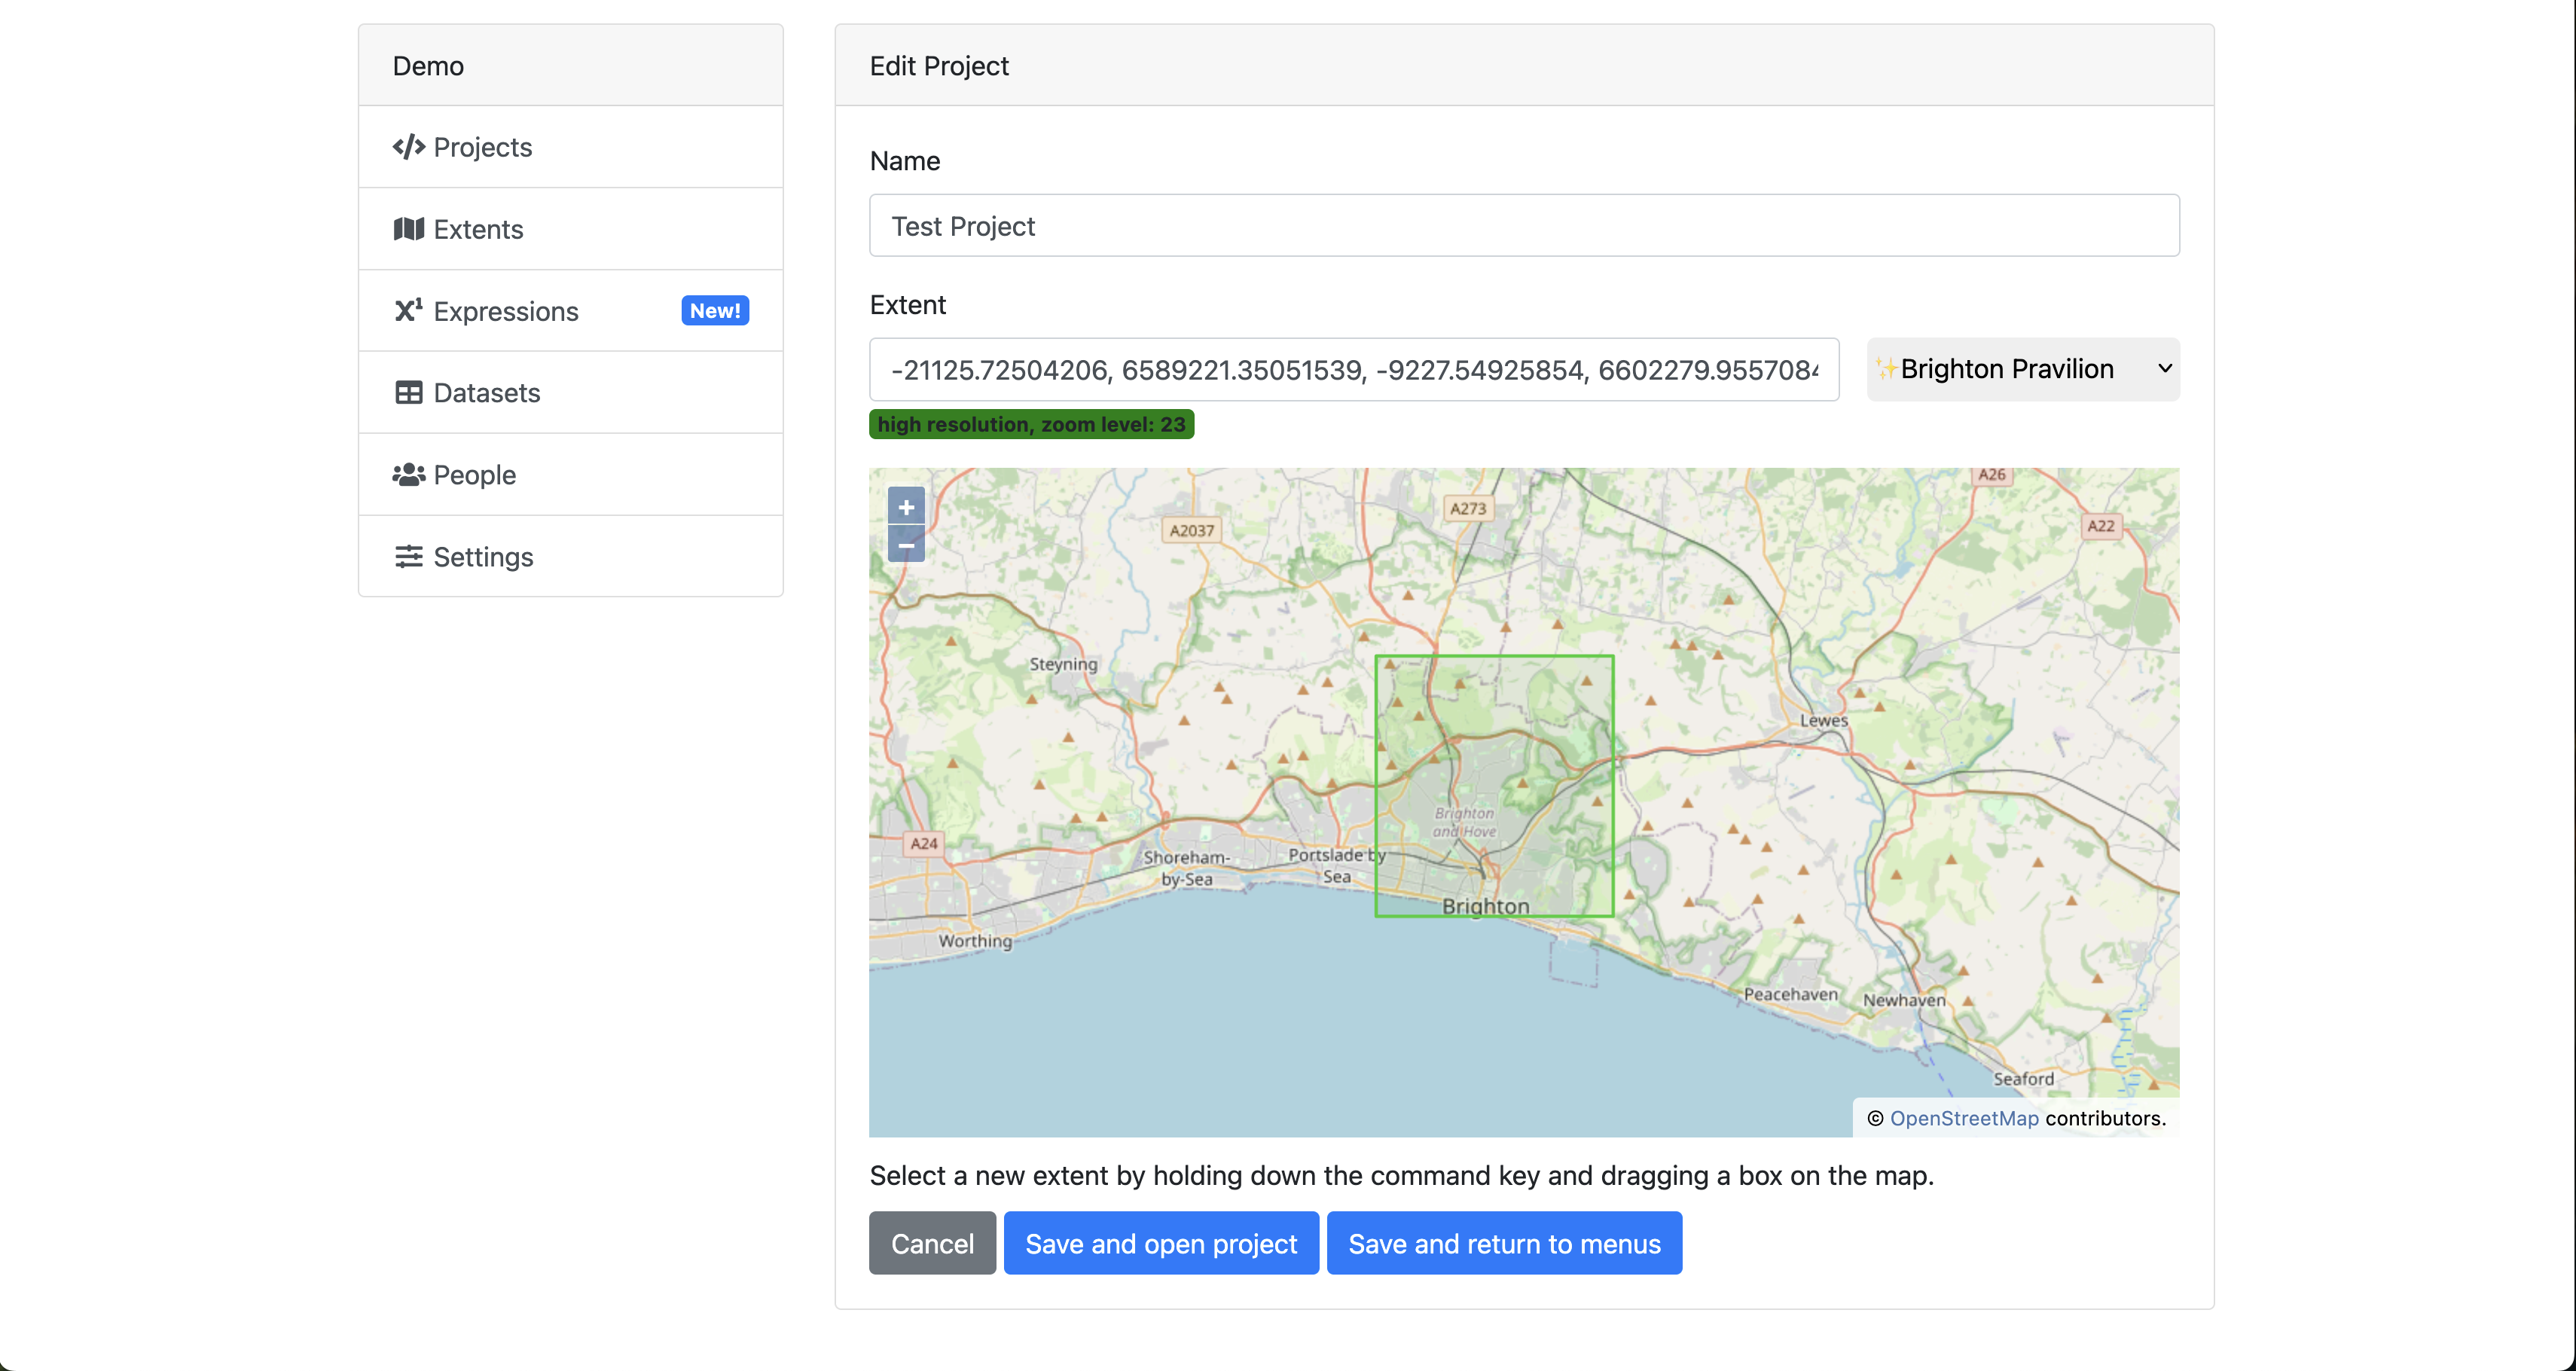 Demo
Projects
Extents
Expressions New!
Datasets
People
Settings
Edit Project
Name
Test Project
Extent
-21125.72504206, 6589221.35051539, -9227.54925854, 6602279.955708
✨Brighton Pravilion
high resolution, zoom level: 23
+
−
A26
A273
A2037
A22
Steyning
Lewes
Brighton
and Hove
A24
Shoreham-
by-Sea
Portslade by
Sea
Brighton
Worthing
Peacehaven
Newhaven
Seaford
© OpenStreetMap contributors.
Select a new extent by holding down the command key and dragging a box on the map.
Cancel
Save and open project
Save and return to menus